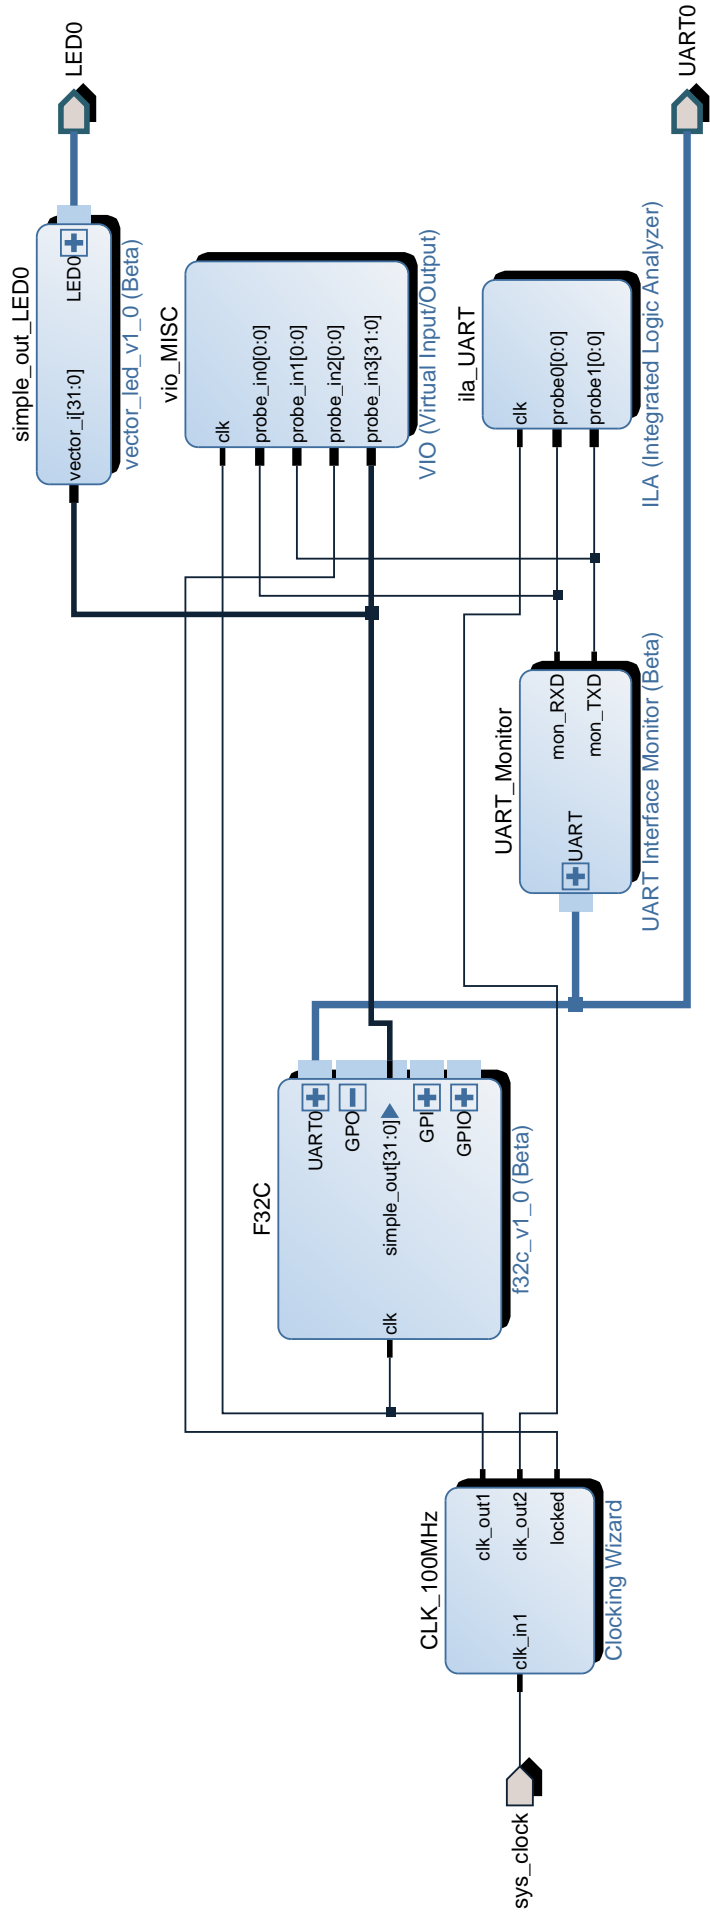 sys_clock
CLK_100MHz
clk_in1
clk_out1
clk_out2
locked
Clocking Wizard
F32C
clk
UART0
GPO
simple_out[31:0]
GPI
GPIO
f32c_v1_0 (Beta)
UART_Monitor
UART
mon_RXD
mon_TXD
UART Interface Monitor (Beta)
simple_out_LED0
vector_i[31:0]
LED0
vector_led_v1_0 (Beta)
vio_MISC
clk
probe_in0[0:0]
probe_in1[0:0]
probe_in2[0:0]
probe_in3[31:0]
VIO (Virtual Input/Output)
ila_UART
clk
probe0[0:0]
probe1[0:0]
ILA (Integrated Logic Analyzer)
LED0
UART0